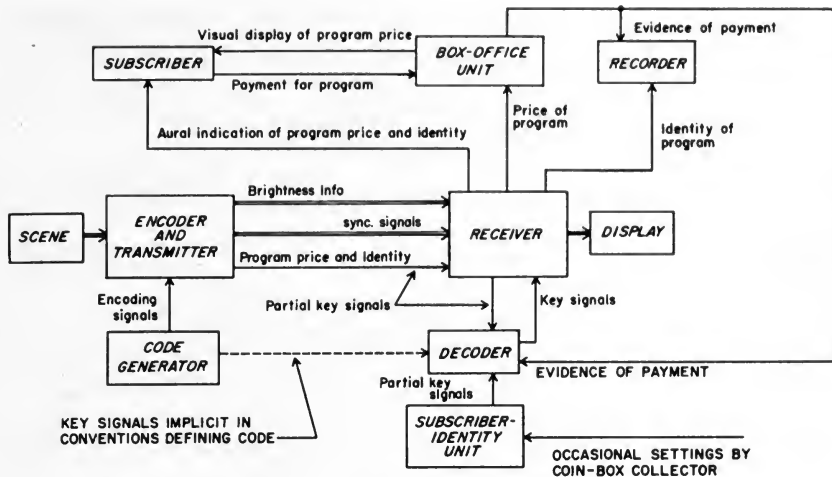 Visual display of program price
Evidence of payment
SUBSCRIBER
BOX-OFFICE
UNIT
RECORDER
Payment for program
Aural indication of program price and identity
Price of
program
Identity of
program
Brightness Info
SCENE
ENCODER
AND
TRANSMITTER
sync. signals
RECEIVER
DISPLAY
Program price and Identity
Encoding
signals
Partial key signals
Key signals
CODE
GENERATOR
DECODER
EVIDENCE OF PAYMENT
Partial key
signals
KEY SIGNALS IMPLICIT IN
CONVENTIONS DEFINING CODE
SUBSCRIBER-
IDENTITY
UNIT
OCCASIONAL SETTINGS BY
COIN-BOX COLLECTOR